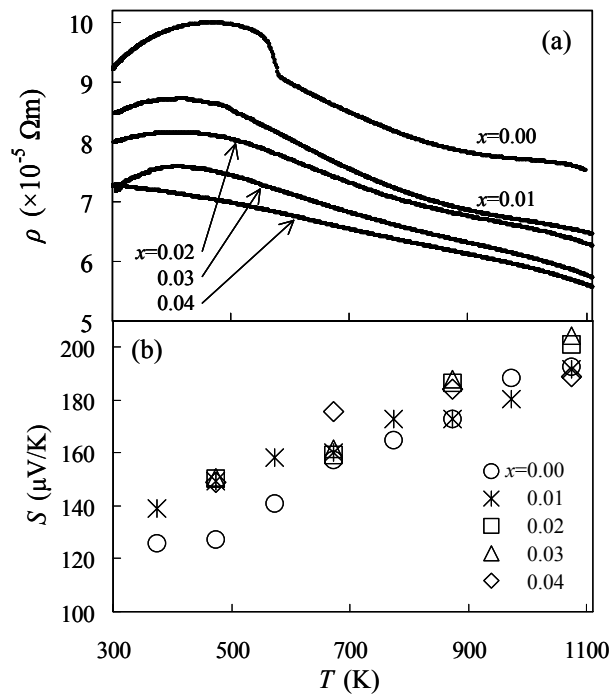 10
(a)
9
x=0.00
8
ρ (×10⁻⁵ Ωm)
x=0.01
7
x=0.02
0.03
6
0.04
5
(b)
200
180
S (μV/K)
160
x=0.00
0.01
140
0.02
0.03
120
0.04
100
300 500 700 900 1100
T (K)